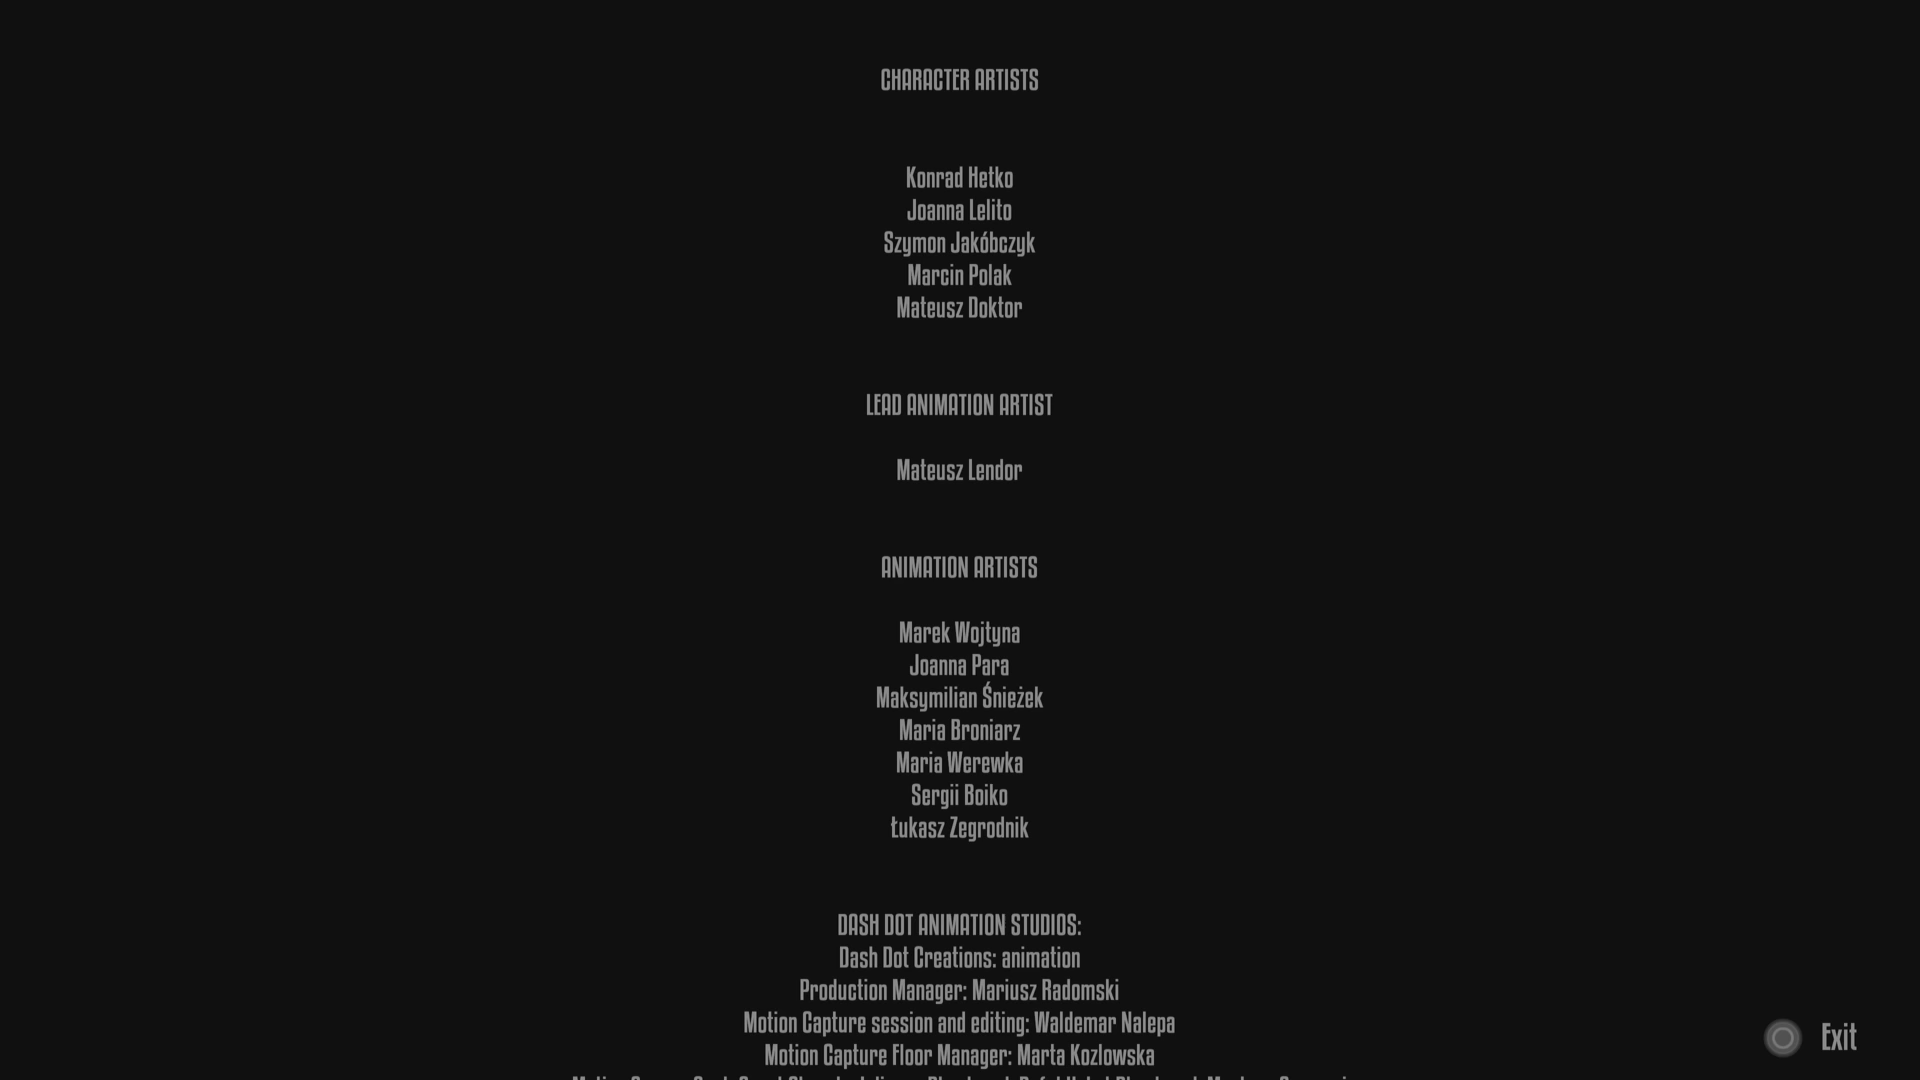 CHARACTER ARTISTS
Konrad Hetko
Joanna Lelito
Szymon Jakóbczyk
Marcin Polak
Mateusz Doktor
LEAD ANIMATION ARTIST
Mateusz Lendor
ANIMATION ARTISTS
Marek Wojtyna
Joanna Para
Maksymilian Śnieżek
Maria Broniarz
Maria Werewka
Sergii Boiko
Łukasz Zegrodnik
DASH DOT ANIMATION STUDIOS:
Dash Dot Creations: animation
Production Manager: Mariusz Radomski
Motion Capture session and editing: Waldemar Nalepa
Motion Capture Floor Manager: Marta Kozlowska
Exit